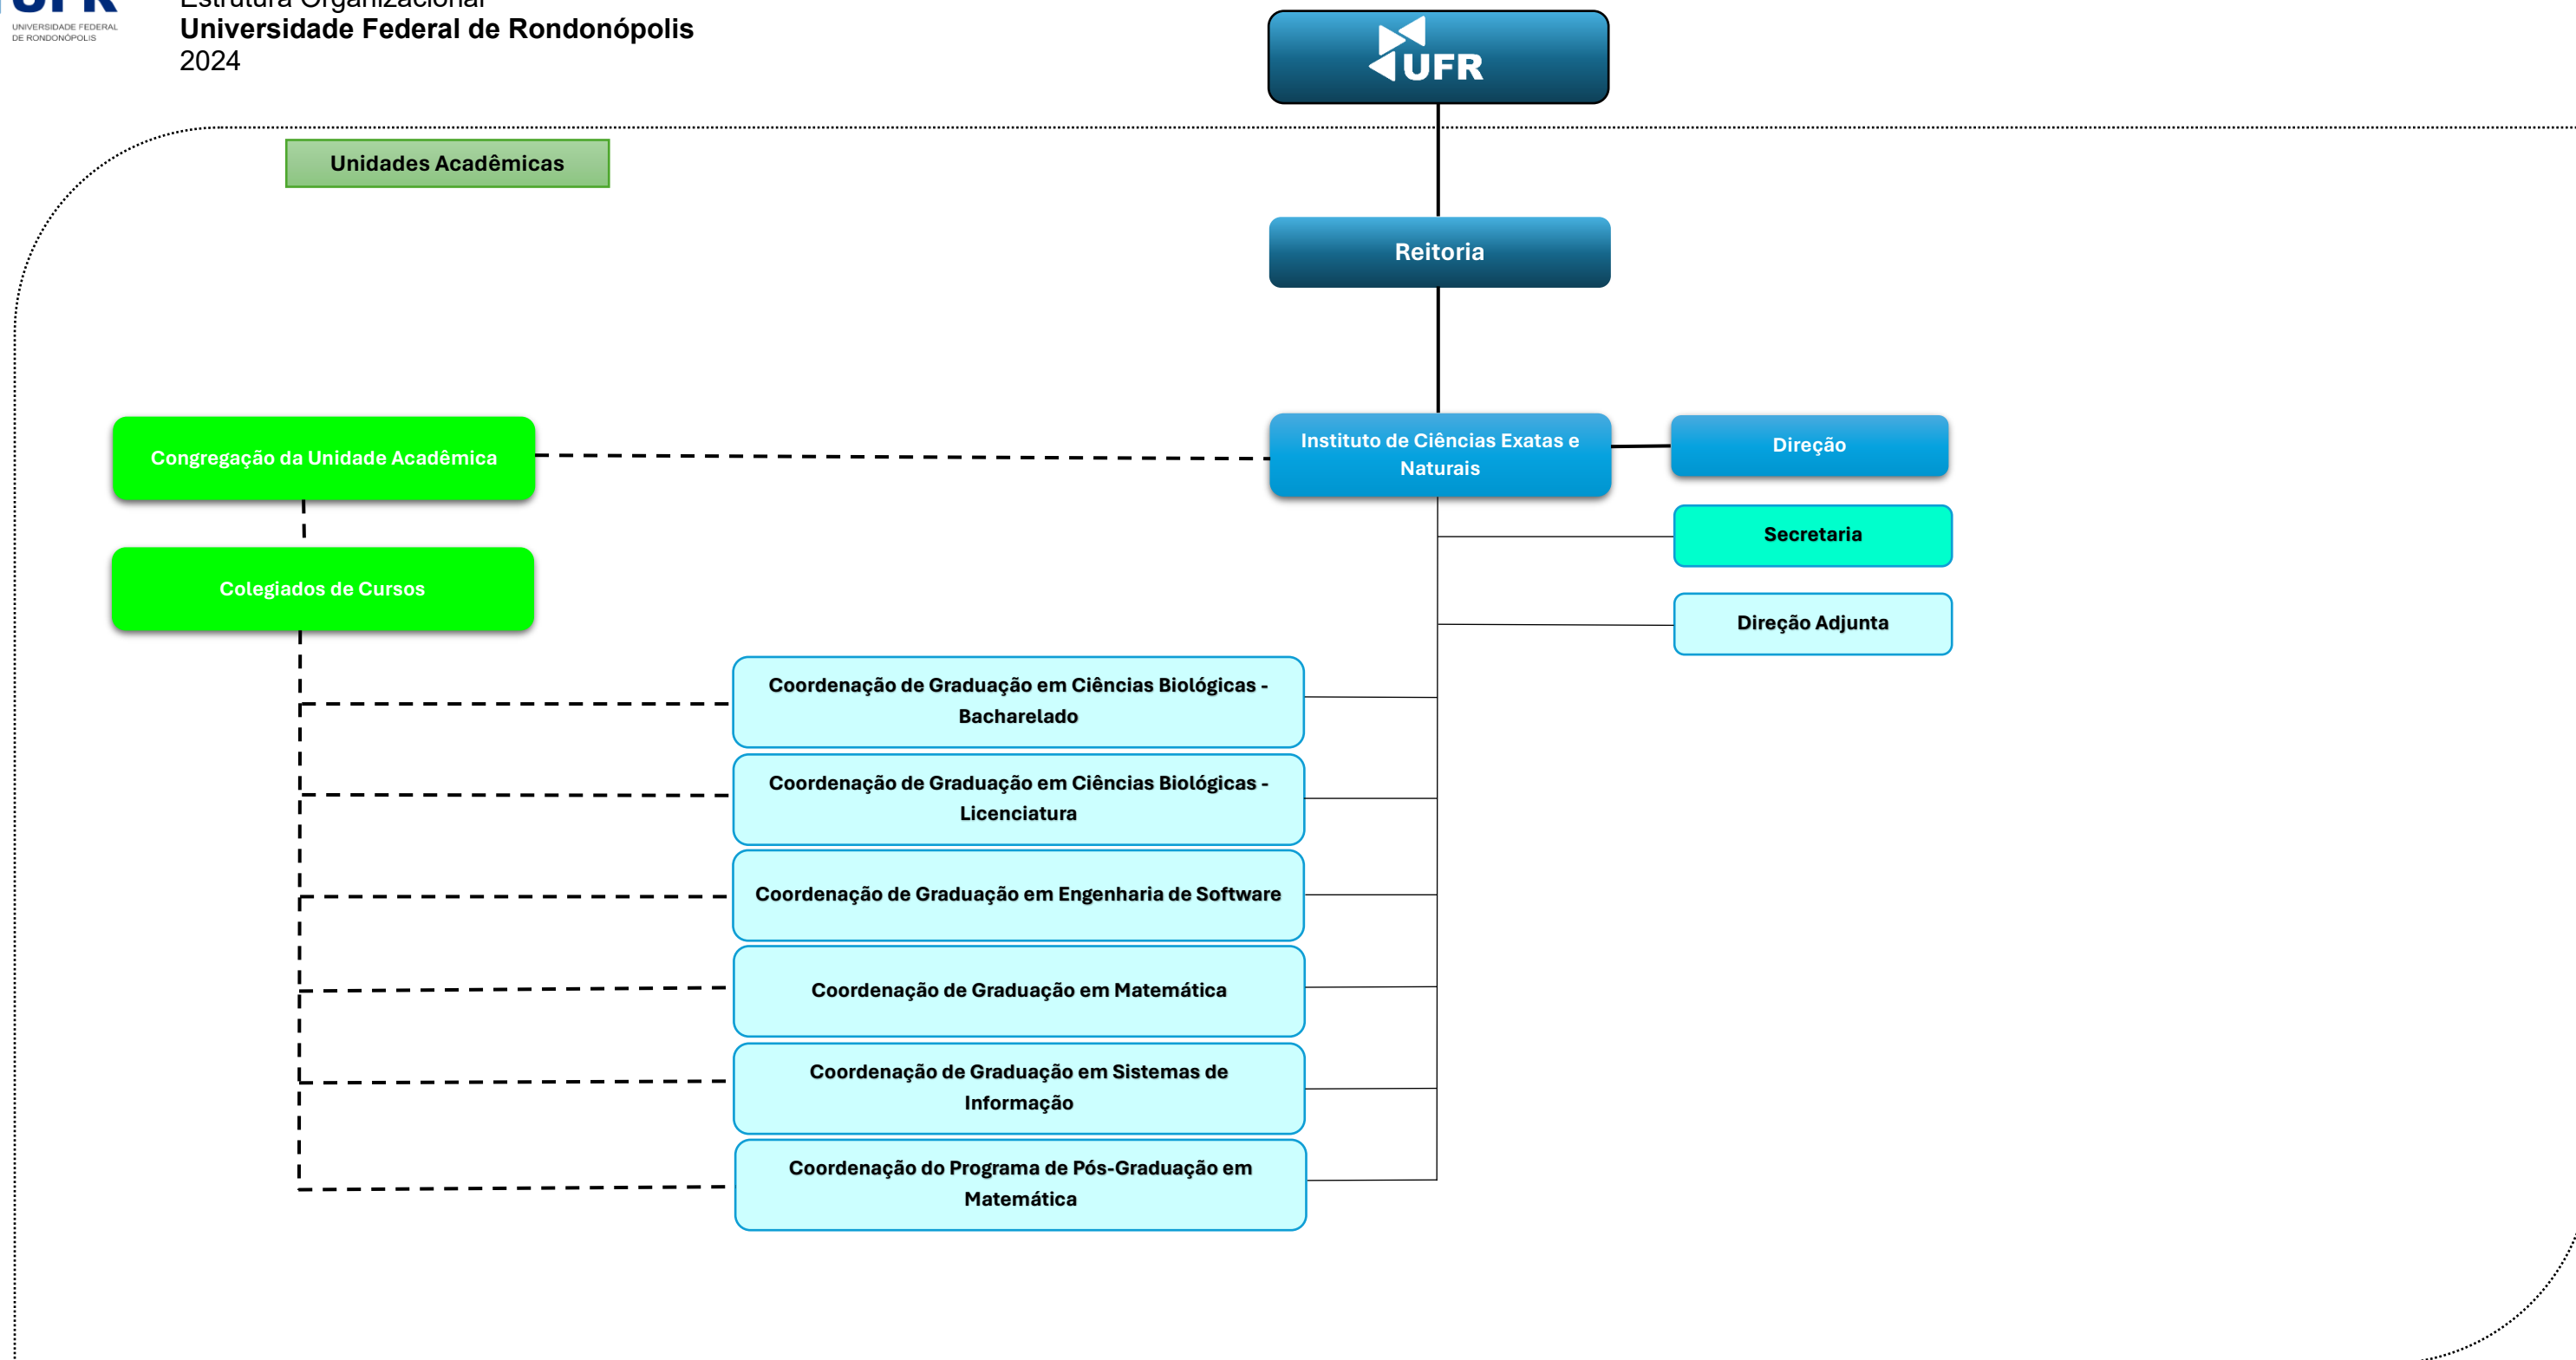 UFR
UNIVERSIDADE FEDERAL
DE RONDONÓPOLIS
Estrutura Organizacional
Universidade Federal de Rondonópolis
2024
UFR
Unidades Acadêmicas
Reitoria
Congregação da Unidade Acadêmica
Instituto de Ciências Exatas e
Naturais
Direção
Secretaria
Colegiados de Cursos
Direção Adjunta
Coordenação de Graduação em Ciências Biológicas -
Bacharelado
Coordenação de Graduação em Ciências Biológicas -
Licenciatura
Coordenação de Graduação em Engenharia de Software
Coordenação de Graduação em Matemática
Coordenação de Graduação em Sistemas de
Informação
Coordenação do Programa de Pós-Graduação em
Matemática